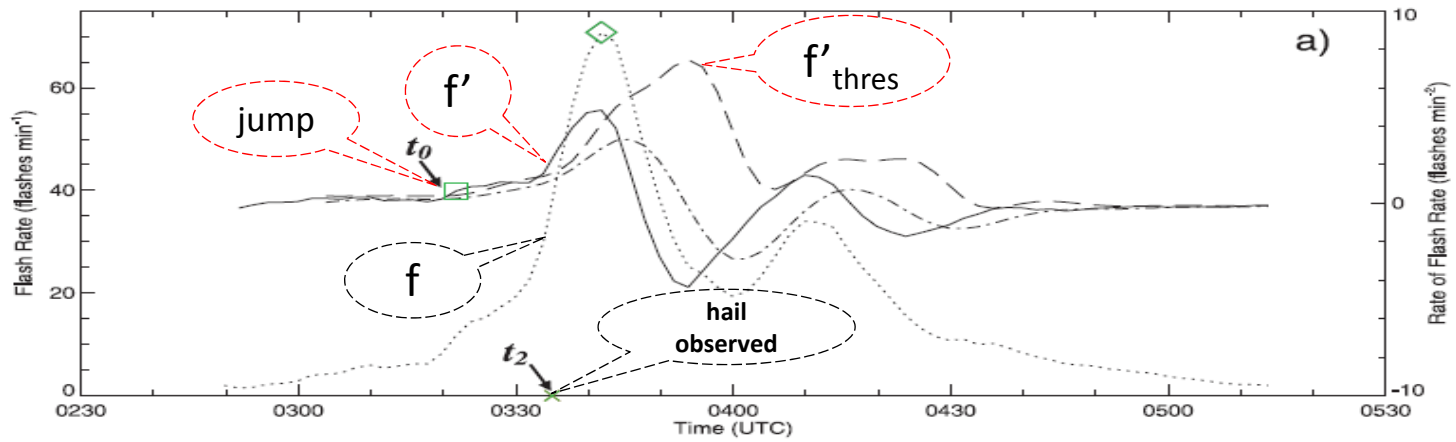 a)
f'
f' thres
jump
t0
f
hail
observed
t2
Flash Rate (flashes min⁻¹)
60
40
20
0
Rate of Flash Rate (flashes min⁻²)
10
0
-10
0230 0300 0330 0400 0430 0500 0530
Time (UTC)